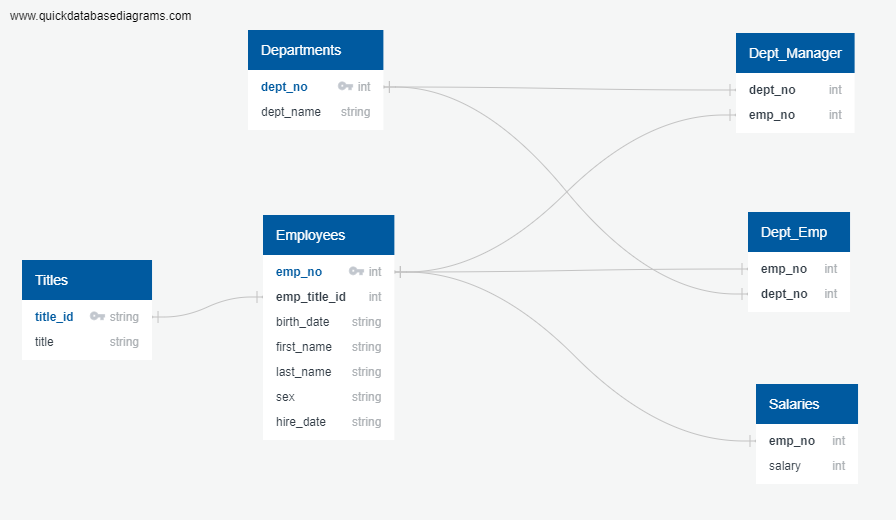 www.quickdatabasediagrams.com
Departments
dept_no int
dept_name string
Dept_Manager
dept_no int
emp_no int
Employees
emp_no int
emp_title_id int
birth_date string
first_name string
last_name string
sex string
hire_date string
Dept_Emp
emp_no int
dept_no int
Titles
title_id string
title string
Salaries
emp_no int
salary int